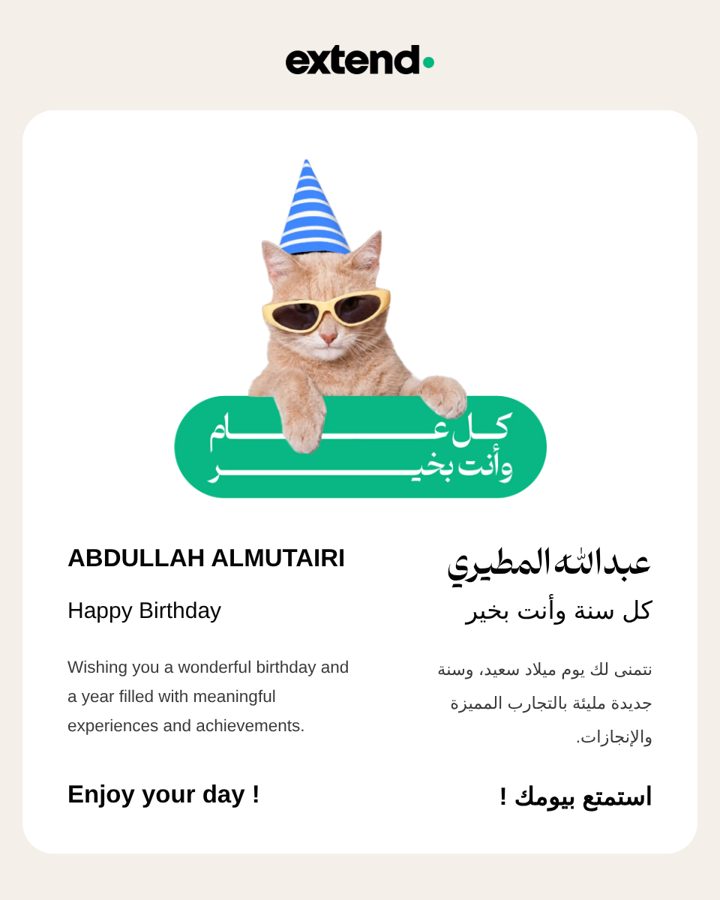 extend
كل عام
وأنت بخير
ABDULLAH ALMUTAIRI
Happy Birthday
Wishing you a wonderful birthday and
a year filled with meaningful
experiences and achievements.
Enjoy your day !
عبدالله المطيري
كل سنة وأنت بخير
نتمنى لك يوم ميلاد سعيد، وسنة
جديدة مليئة بالتجارب المميزة
والإنجازات.
استمتع بيومك !